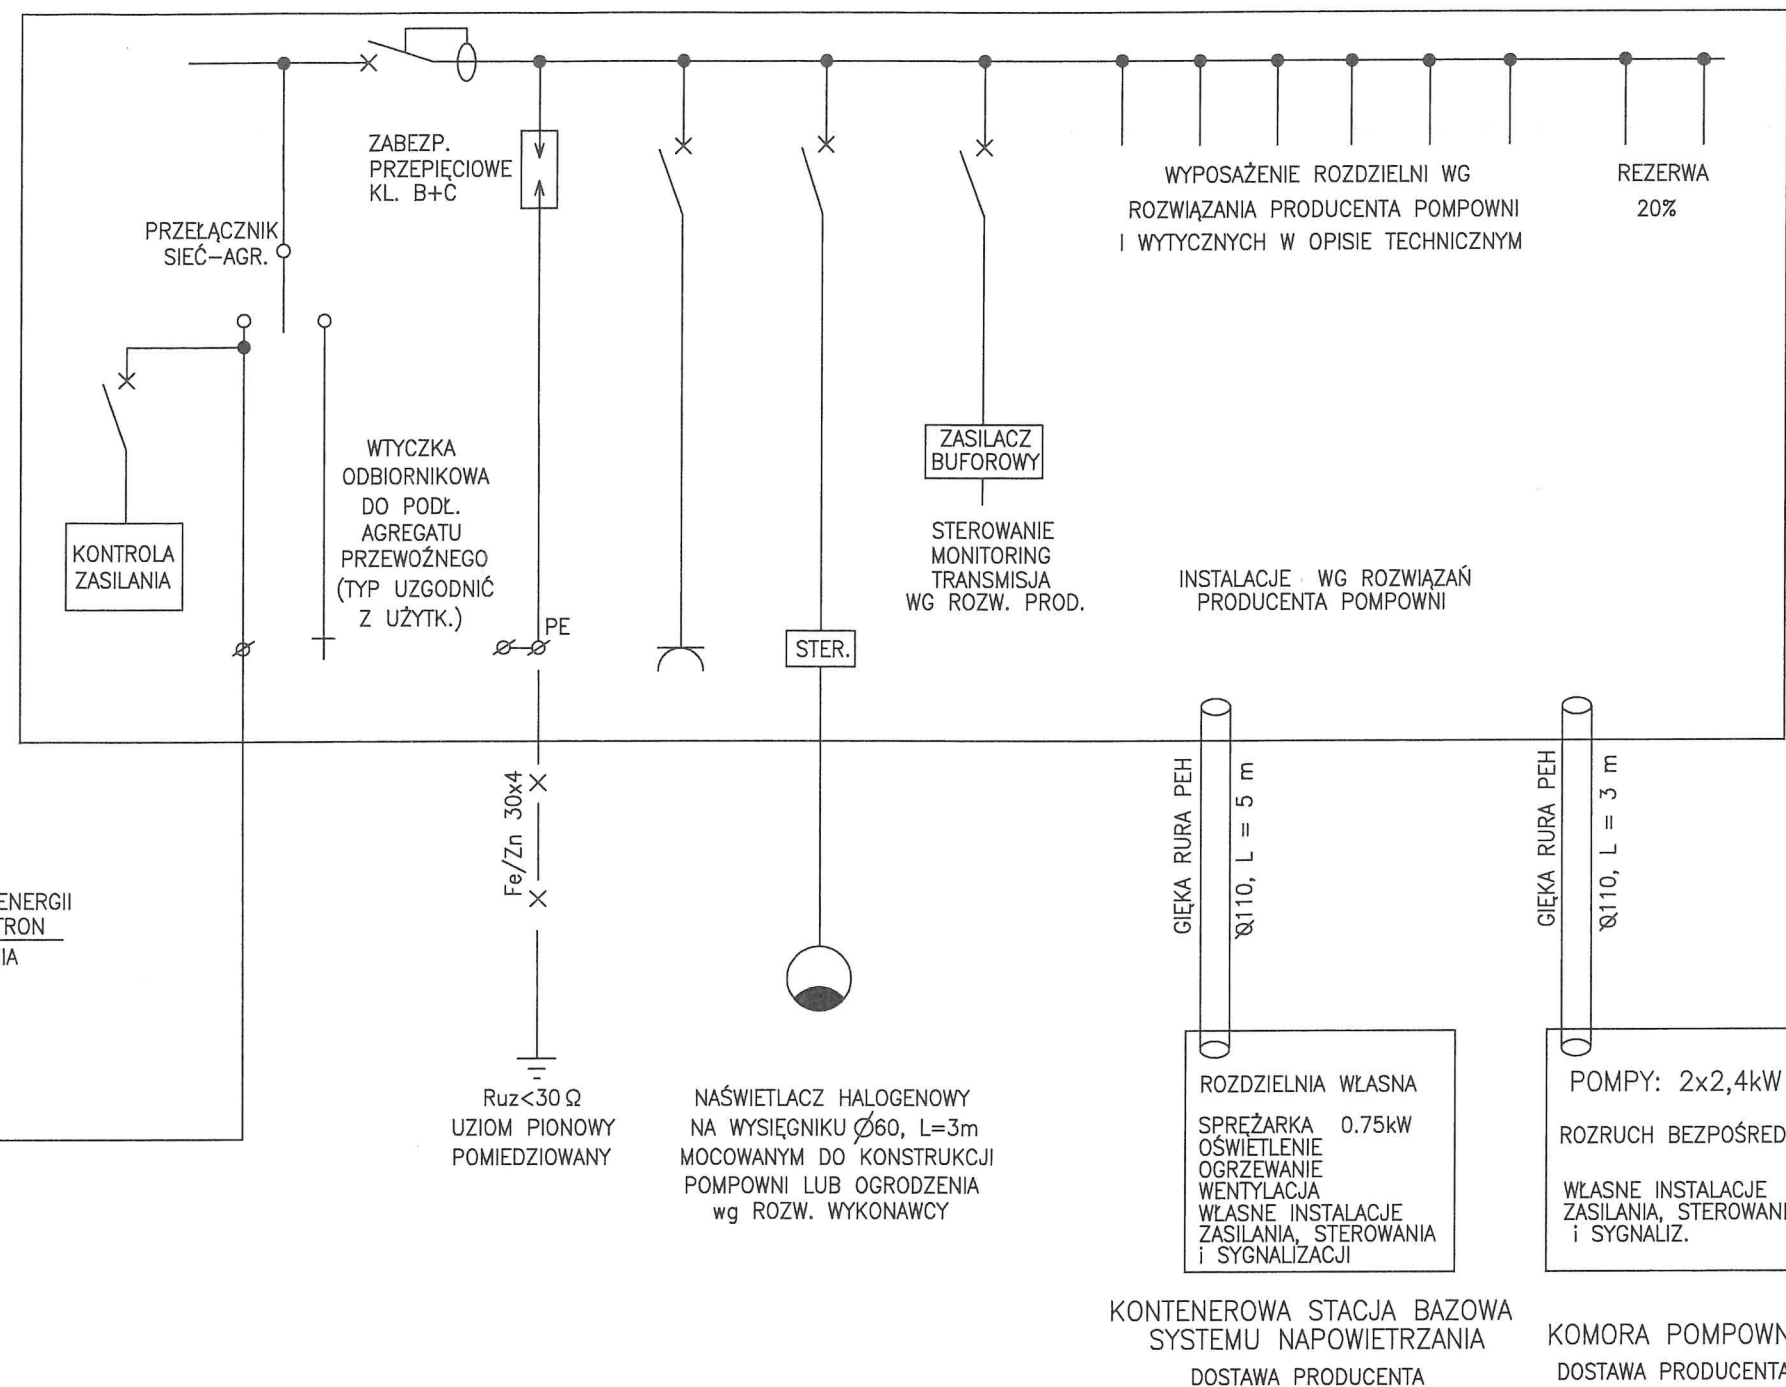 ZABEZP.
PRZEPIĘCIOWE
KL. B+C
PRZEŁĄCZNIK
SIEĆ-AGR.
WYPOSAŻENIE ROZDZIELNI WG
ROZWIĄZANIA PRODUCENTA POMPOWNI
I WYTYCZNYCH W OPISIE TECHNICZNYM
REZERWA
20%
WTYCZKA
ODBIORNIKOWA
DO PODŁ.
AGREGATU
PRZEWOŹNEGO
(TYP UZGODNIĆ
Z UŻYTK.)
KONTROLA
ZASILANIA
PE
ZASILACZ
BUFOROWY
STEROWANIE
MONITORING
TRANSMISJA
WG ROZW. PROD.
STER.
INSTALACJE WG ROZWIĄZAŃ
PRODUCENTA POMPOWNI
Fe/Zn 30x4
GIĘKA RURA PEH
Ø110, L = 5 m
GIĘKA RURA PEH
Ø110, L = 3 m
ENERGII
TRON
IA
Ruz<30 Ω
UZIOM PIONOWY
POMIEDZIOWANY
NAŚWIETLACZ HALOGENOWY
NA WYSIĘGNIKU Ø60, L=3m
MOCOWANYM DO KONSTRUKCJI
POMPOWNI LUB OGRODZENIA
wg ROZW. WYKONAWCY
ROZDZIELNIA WŁASNA
SPRĘŻARKA 0.75kW
OŚWIETLENIE
OGRZEWANIE
WENTYLACJA
WŁASNE INSTALACJE
ZASILANIA, STEROWANIA
i SYGNALIZACJI
KONTENEROWA STACJA BAZOWA
SYSTEMU NAPOWIETRZANIA
DOSTAWA PRODUCENTA
POMPY: 2x2,4kW
ROZRUCH BEZPOŚRED
WŁASNE INSTALACJE
ZASILANIA, STEROWANI
i SYGNALIZ.
KOMORA POMPOWN
DOSTAWA PRODUCENTA